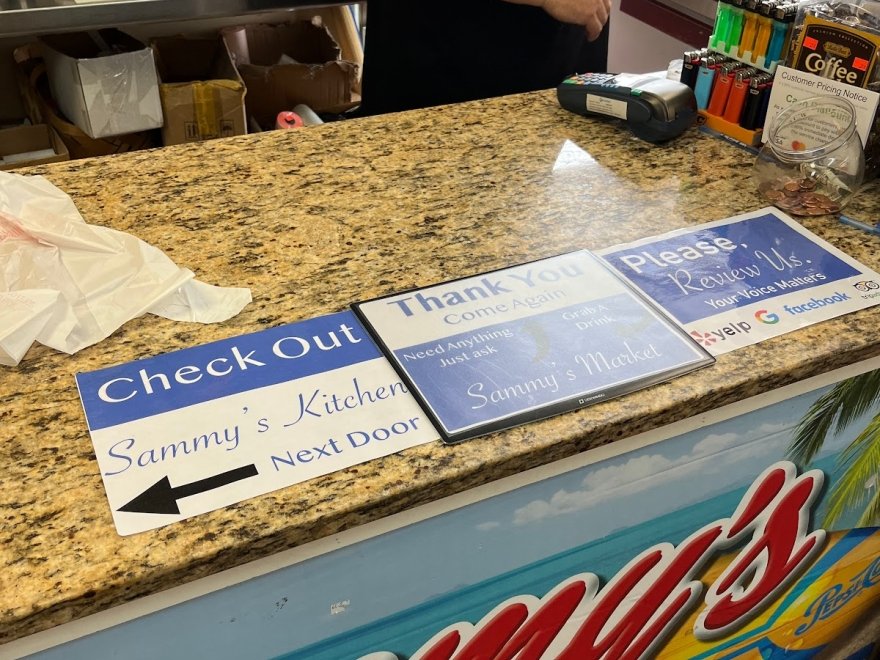 Check Out
Sammy's Kitchen
Next Door
Thank You
Come Again
Need Anything
Just ask
Grab A
Drink
Sammy's Market
Please,
Review Us.
Your Voice Matters
yelp
G
facebook
Coffee
Customer Pricing Notice
my's